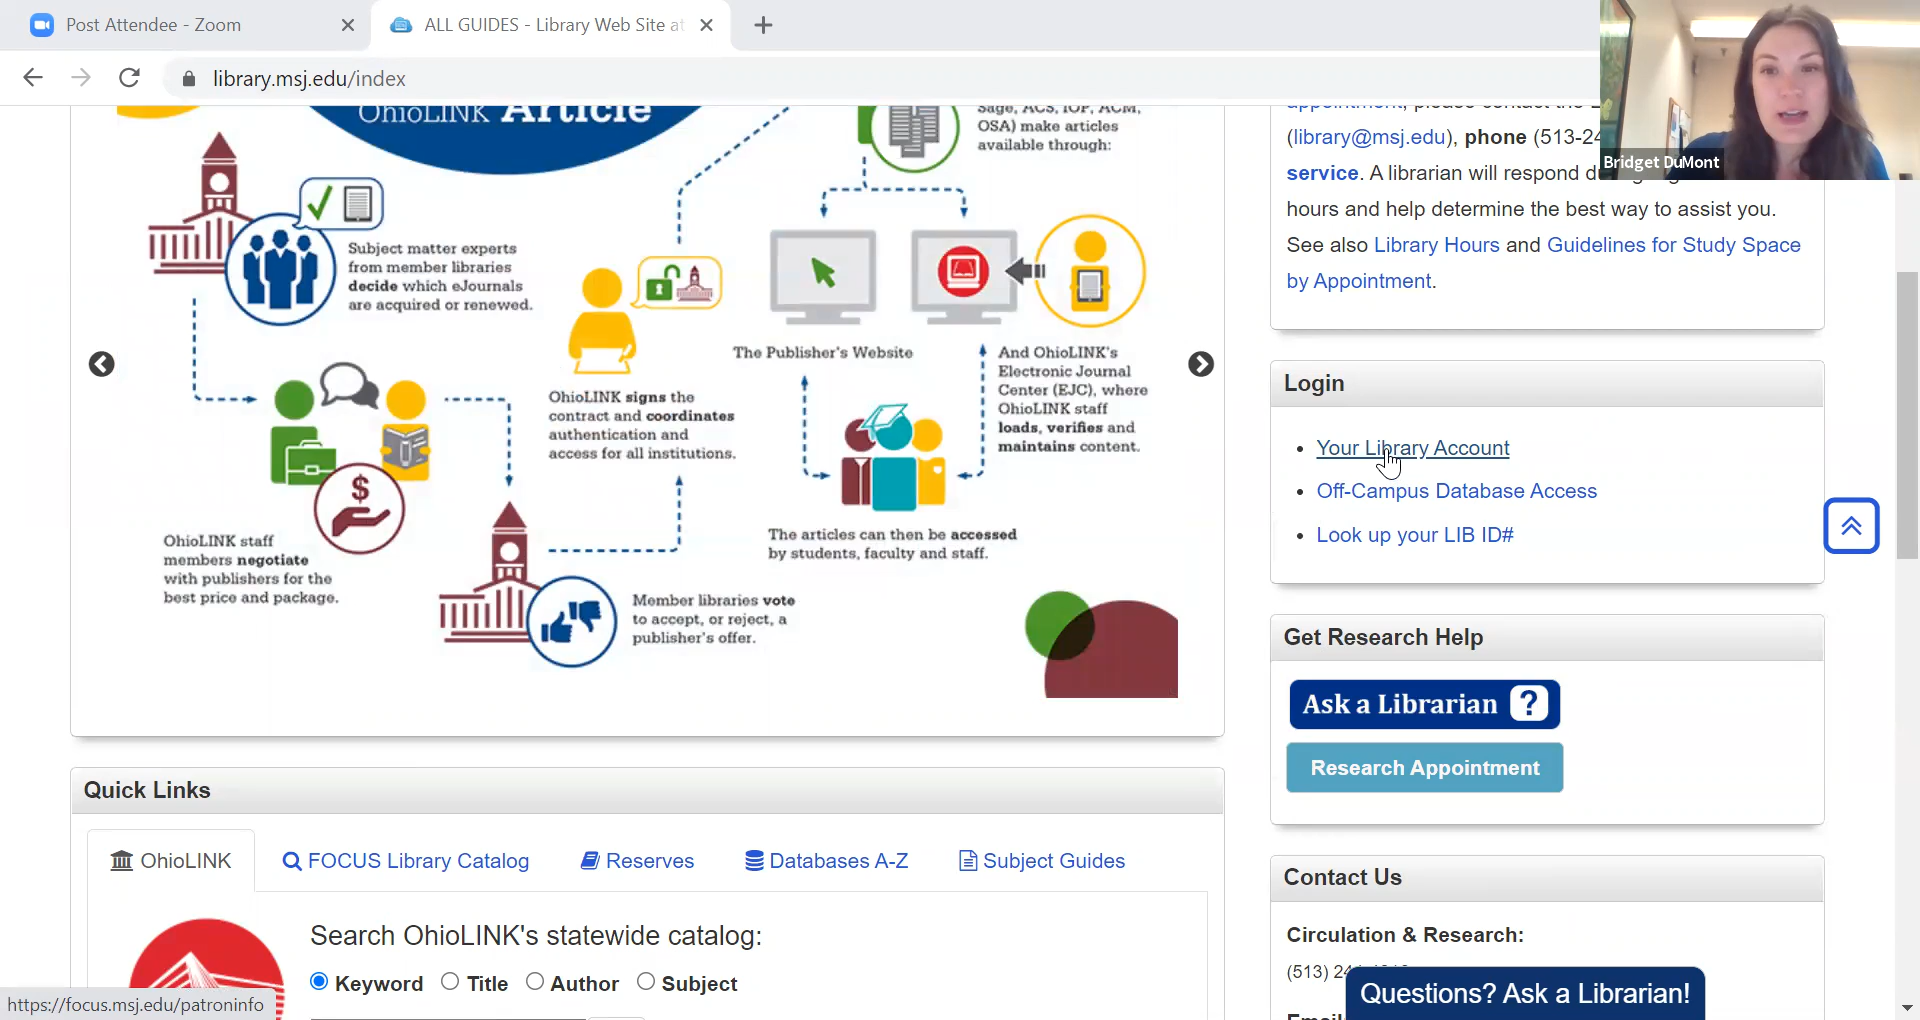 Post Attendee - Zoom
ALL GUIDES - Library Web Site at
library.msj.edu/index
OhioLINK Article
Sage, ACS, IOP, ACM,
OSA) make articles
available through:
Subject matter experts
from member libraries
decide which eJournals
are acquired or renewed.
OhioLINK staff
members negotiate
with publishers for the
best price and package.
$
OhioLINK signs the
contract and coordinates
authentication and
access for all institutions.
Member libraries vote
to accept, or reject, a
publisher's offer.
The Publisher's Website
And OhioLINK's
Electronic Journal
Center (EJC), where
OhioLINK staff
loads, verifies and
maintains content.
The articles can then be accessed
by students, faculty and staff.
Quick Links
OhioLINK
FOCUS Library Catalog
Reserves
Databases A-Z
Subject Guides
Search OhioLINK's statewide catalog:
Keyword Title Author Subject
https://focus.msj.edu/patroninfo
Bridget DuMont
appointment, please contact the
(library@msj.edu), phone (513-24
service. A librarian will respond
hours and help determine the best way to assist you.
See also Library Hours and Guidelines for Study Space
by Appointment.
Login
• Your Library Account
• Off-Campus Database Access
• Look up your LIB ID#
Get Research Help
Ask a Librarian ?
Research Appointment
Contact Us
Circulation & Research:
(513)
Questions? Ask a Librarian!